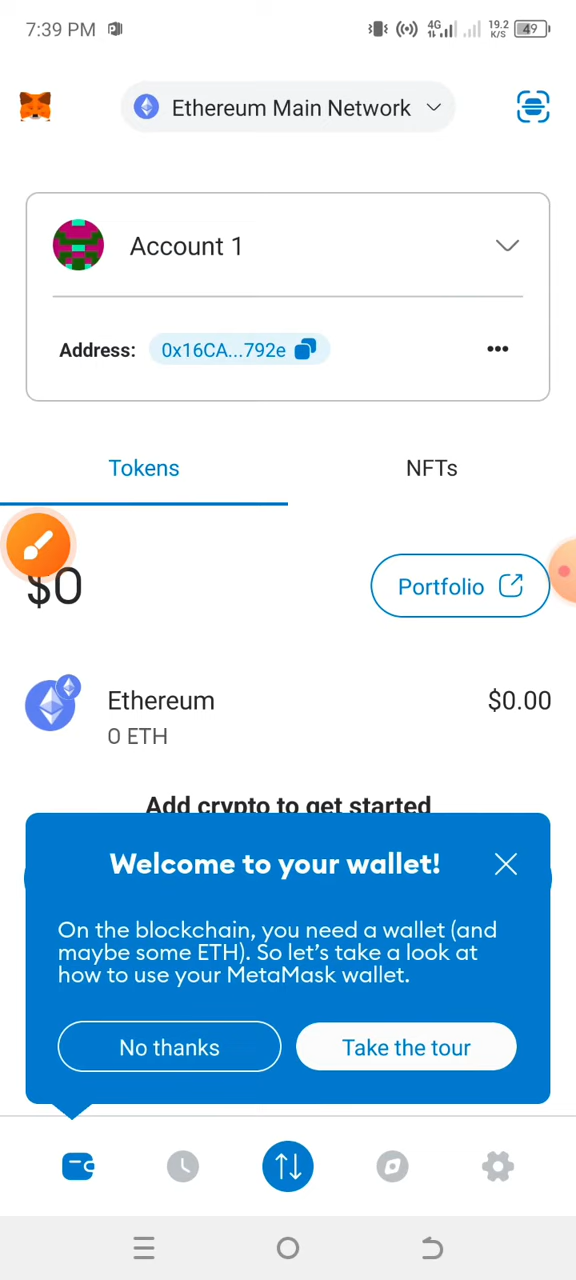 7:39 PM
4G
19.2
K/S
49
Ethereum Main Network
Account 1
Address: 0x16CA...792e
Tokens
NFTs
$0
Portfolio
Ethereum
$0.00
0 ETH
Add crypto to get started
Welcome to your wallet!
On the blockchain, you need a wallet (and
maybe some ETH). So let's take a look at
how to use your MetaMask wallet.
No thanks
Take the tour